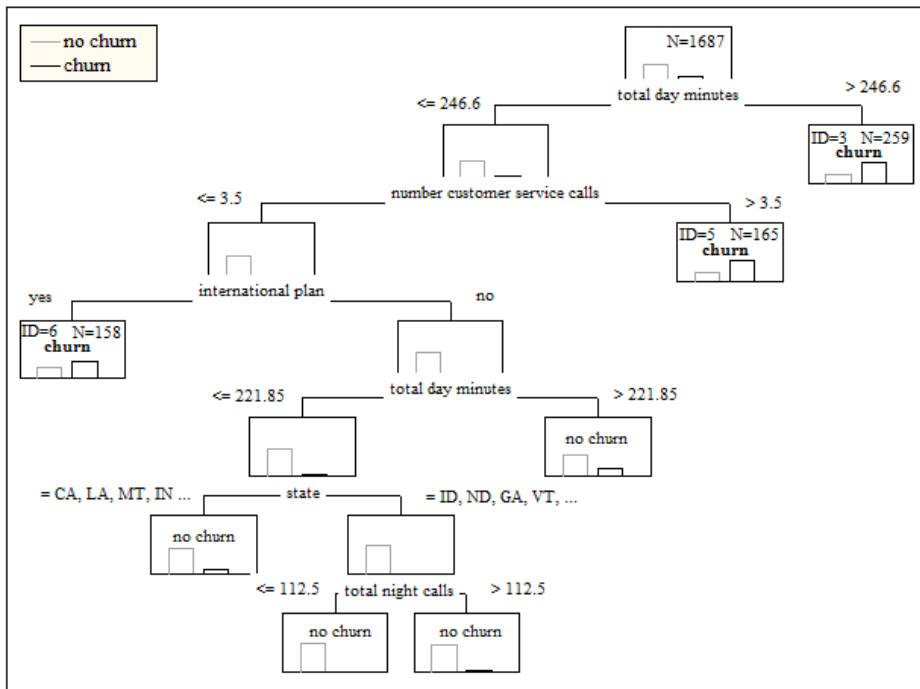 no churn
churn
N=1687
total day minutes
<= 246.6
> 246.6
ID=3 N=259
churn
number customer service calls
<= 3.5
> 3.5
ID=5 N=165
churn
international plan
yes
no
ID=6 N=158
churn
total day minutes
<= 221.85
> 221.85
no churn
state
= CA, LA, MT, IN ...
= ID, ND, GA, VT, ...
no churn
total night calls
<= 112.5
> 112.5
no churn
no churn